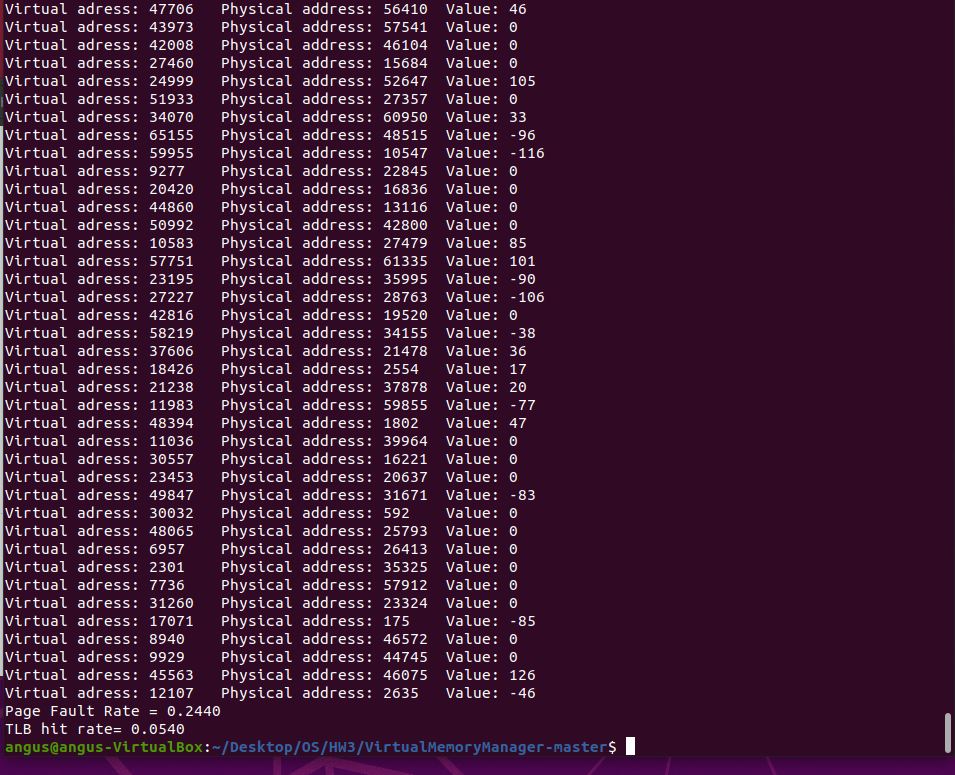 Virtual adress: 47706 Physical address: 56410 Value: 46
Virtual adress: 43973 Physical address: 57541 Value: 0
Virtual adress: 42008 Physical address: 46104 Value: 0
Virtual adress: 27460 Physical address: 15684 Value: 0
Virtual adress: 24999 Physical address: 52647 Value: 105
Virtual adress: 51933 Physical address: 27357 Value: 0
Virtual adress: 34070 Physical address: 60950 Value: 33
Virtual adress: 65155 Physical address: 48515 Value: -96
Virtual adress: 59955 Physical address: 10547 Value: -116
Virtual adress: 9277 Physical address: 22845 Value: 0
Virtual adress: 20420 Physical address: 16836 Value: 0
Virtual adress: 44860 Physical address: 13116 Value: 0
Virtual adress: 50992 Physical address: 42800 Value: 0
Virtual adress: 10583 Physical address: 27479 Value: 85
Virtual adress: 57751 Physical address: 61335 Value: 101
Virtual adress: 23195 Physical address: 35995 Value: -90
Virtual adress: 27227 Physical address: 28763 Value: -106
Virtual adress: 42816 Physical address: 19520 Value: 0
Virtual adress: 58219 Physical address: 34155 Value: -38
Virtual adress: 37606 Physical address: 21478 Value: 36
Virtual adress: 18426 Physical address: 2554 Value: 17
Virtual adress: 21238 Physical address: 37878 Value: 20
Virtual adress: 11983 Physical address: 59855 Value: -77
Virtual adress: 48394 Physical address: 1802 Value: 47
Virtual adress: 11036 Physical address: 39964 Value: 0
Virtual adress: 30557 Physical address: 16221 Value: 0
Virtual adress: 23453 Physical address: 20637 Value: 0
Virtual adress: 49847 Physical address: 31671 Value: -83
Virtual adress: 30032 Physical address: 592 Value: 0
Virtual adress: 48065 Physical address: 25793 Value: 0
Virtual adress: 6957 Physical address: 26413 Value: 0
Virtual adress: 2301 Physical address: 35325 Value: 0
Virtual adress: 7736 Physical address: 57912 Value: 0
Virtual adress: 31260 Physical address: 23324 Value: 0
Virtual adress: 17071 Physical address: 175 Value: -85
Virtual adress: 8940 Physical address: 46572 Value: 0
Virtual adress: 9929 Physical address: 44745 Value: 0
Virtual adress: 45563 Physical address: 46075 Value: 126
Virtual adress: 12107 Physical address: 2635 Value: -46
Page Fault Rate = 0.2440
TLB hit rate= 0.0540
angus@angus-VirtualBox:~/Desktop/OS/HW3/VirtualMemoryManager-master$